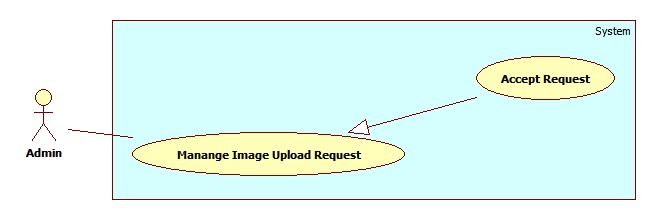 System
Accept Request
Admin
Manange Image Upload Request